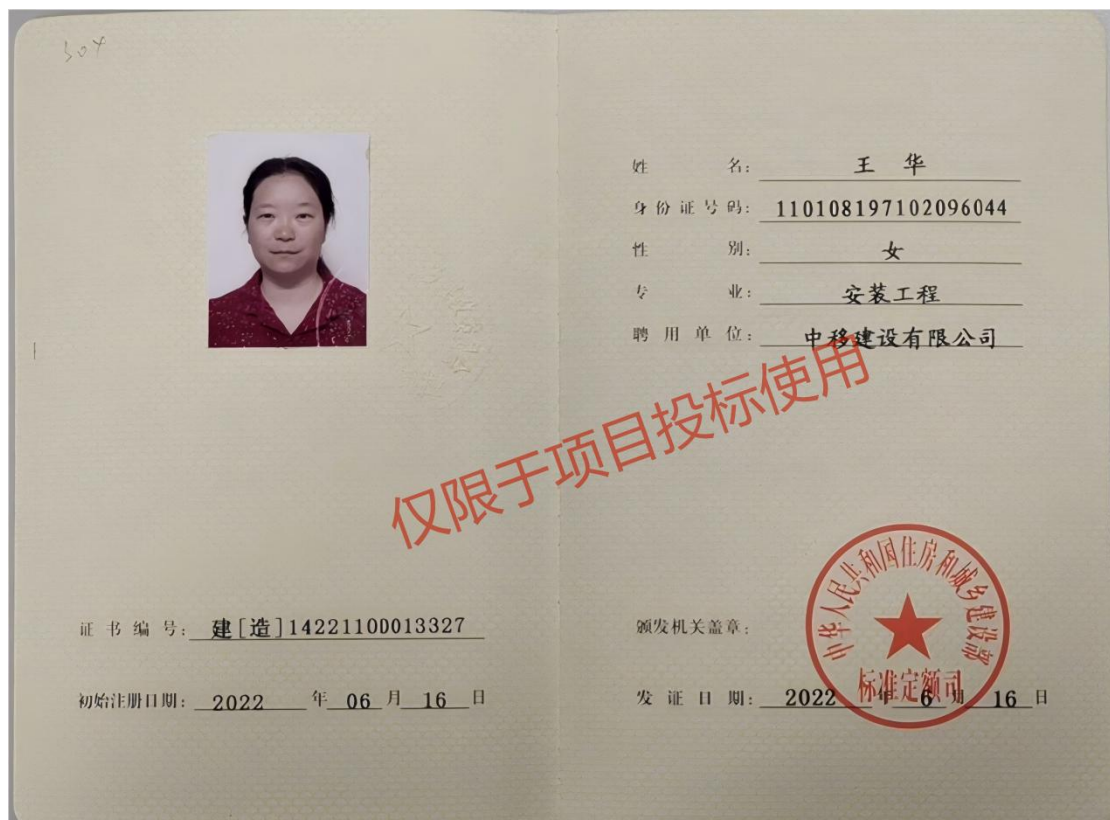 304
姓 名: 王 华
身份证号码: 110108197102096044
性 别: 女
专 业: 安装工程
聘用单位: 中移建设有限公司
仅限于项目投标使用
证书编号: 建[造]14221100013327
初始注册日期: 2022 年 06 月 16 日
颁发机关盖章:
中华人民共和国住房和城乡建设部
标准定额司
发证日期: 2022 年 6 月 16 日